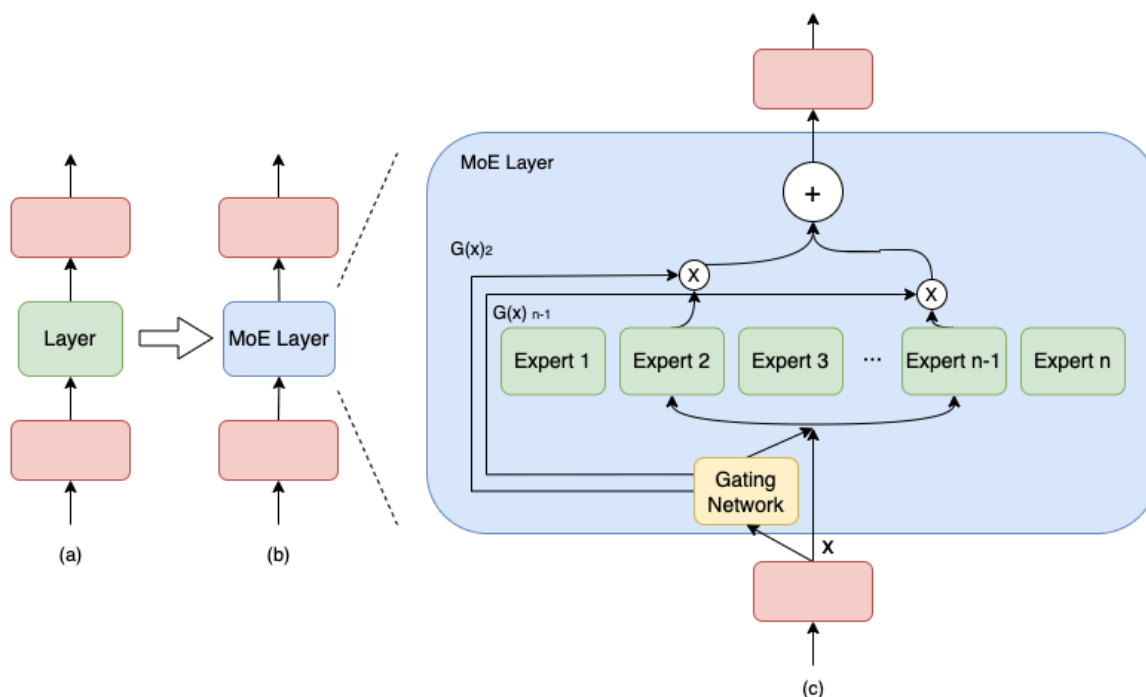 MoE Layer
+
G(x)2
X
G(x) n-1
X
Layer
MoE Layer
Expert 1
Expert 2
Expert 3
...
Expert n-1
Expert n
Gating
Network
X
(a)
(b)
(c)